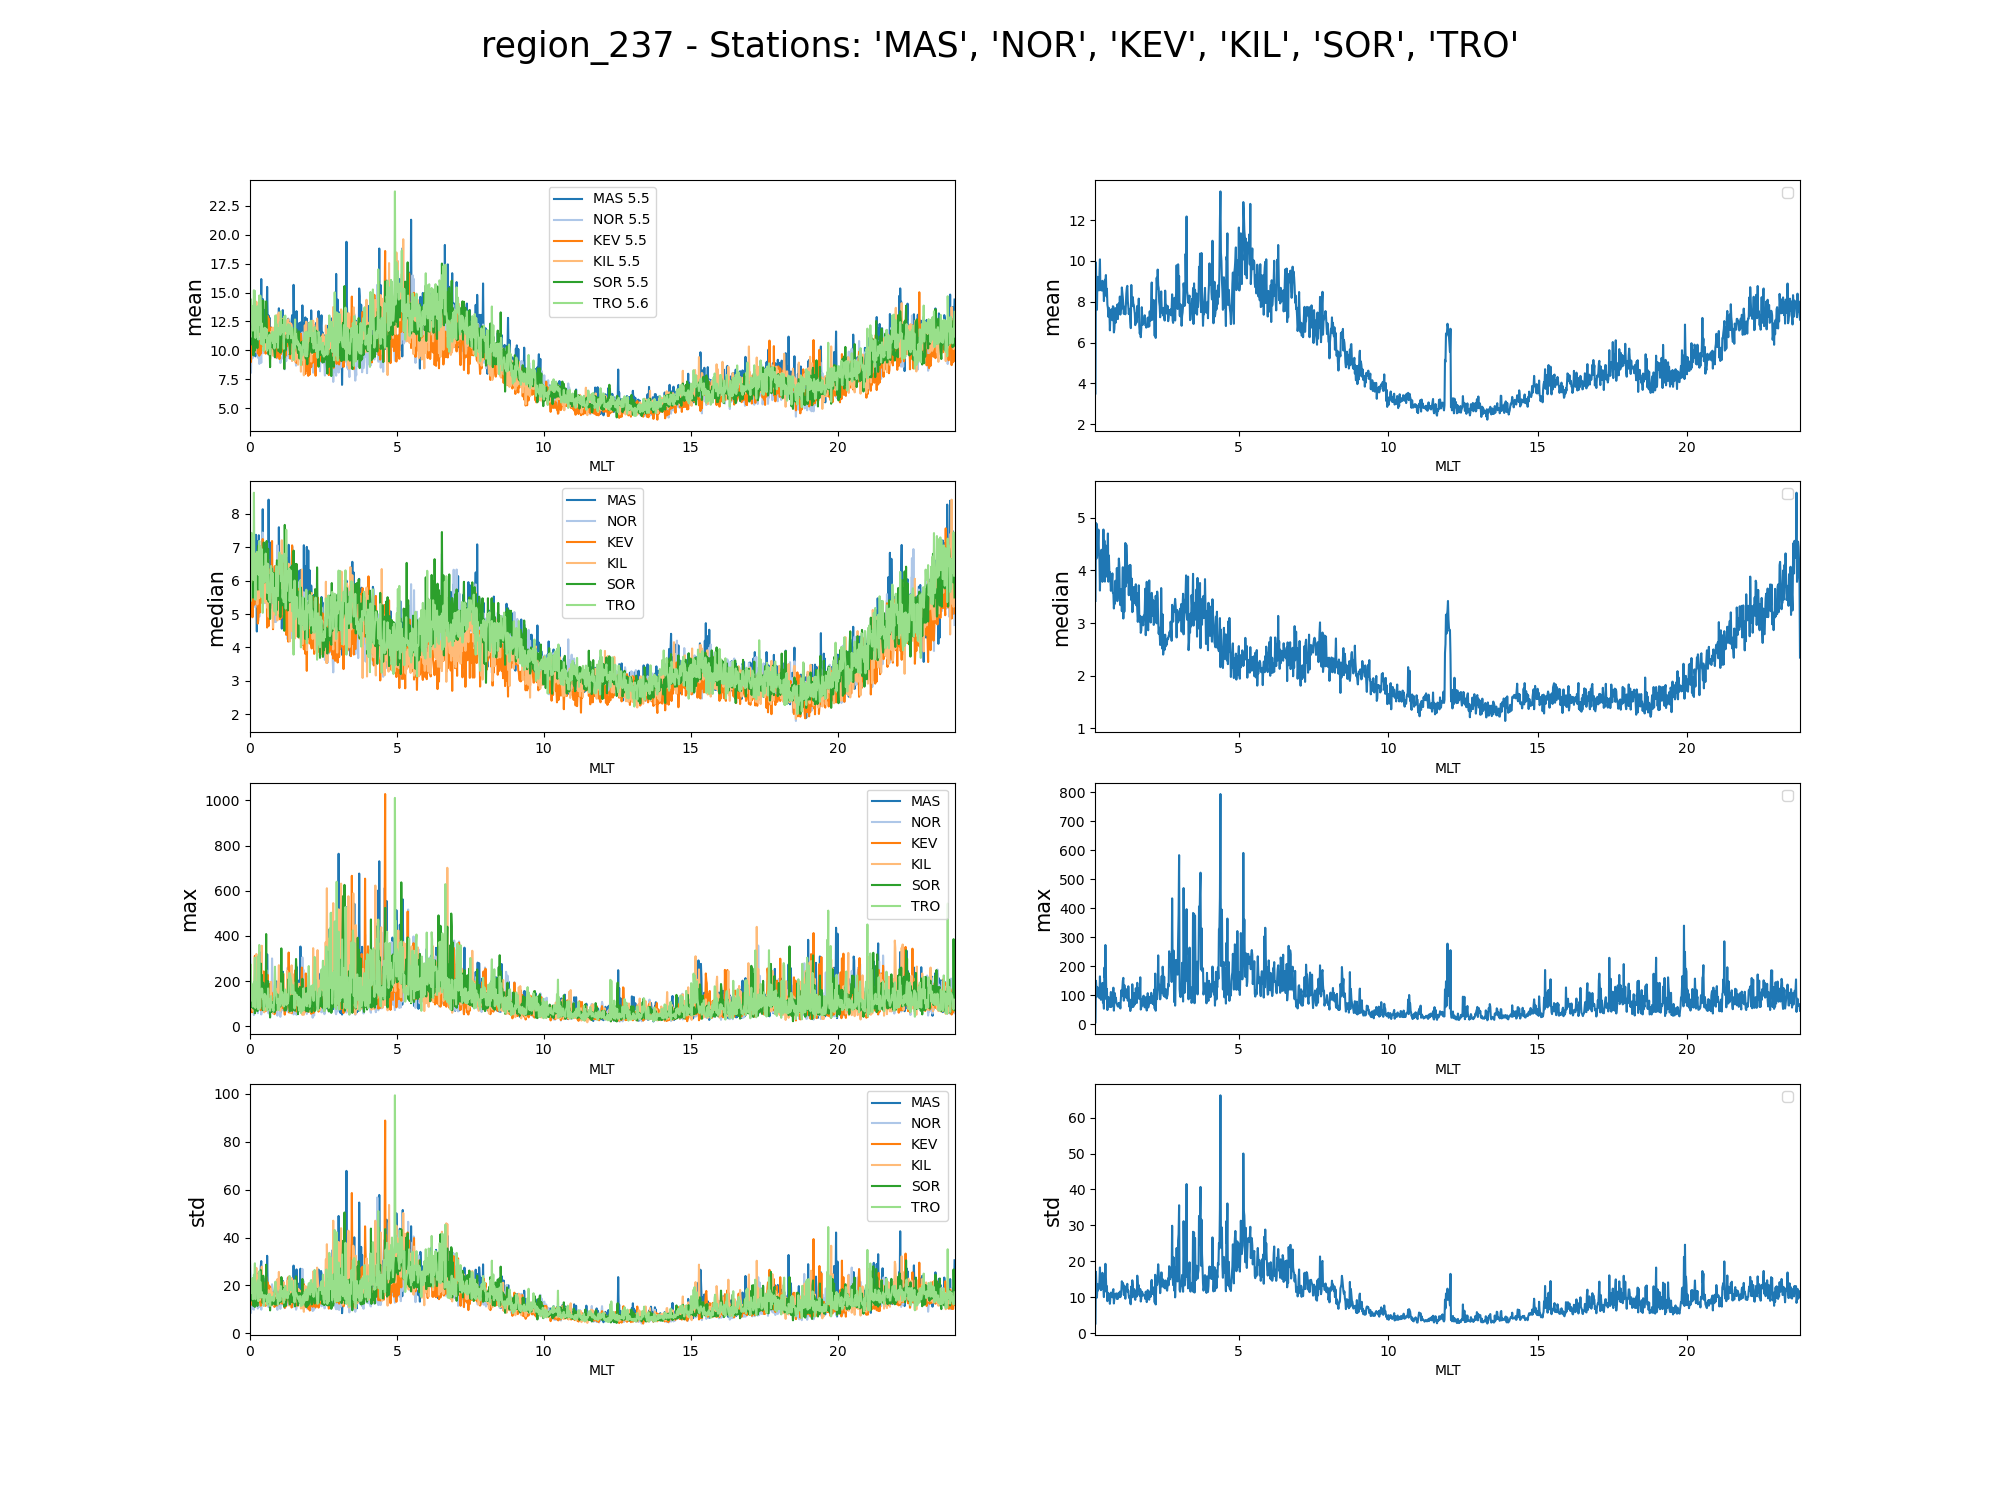 region_237 - Stations: 'MAS', 'NOR', 'KEV', 'KIL', 'SOR', 'TRO'
mean
22.5
20.0
17.5
15.0
12.5
10.0
7.5
5.0
MAS 5.5
NOR 5.5
KEV 5.5
KIL 5.5
SOR 5.5
TRO 5.6
0 5 10 15 20
MLT
mean
12
10
8
6
4
2
5 10 15 20
MLT
median
8
7
6
5
4
3
2
MAS
NOR
KEV
KIL
SOR
TRO
0 5 10 15 20
MLT
median
5
4
3
2
1
5 10 15 20
MLT
max
1000
800
600
400
200
0
MAS
NOR
KEV
KIL
SOR
TRO
0 5 10 15 20
MLT
max
800
700
600
500
400
300
200
100
0
5 10 15 20
MLT
std
100
80
60
40
20
0
MAS
NOR
KEV
KIL
SOR
TRO
0 5 10 15 20
MLT
std
60
50
40
30
20
10
0
5 10 15 20
MLT